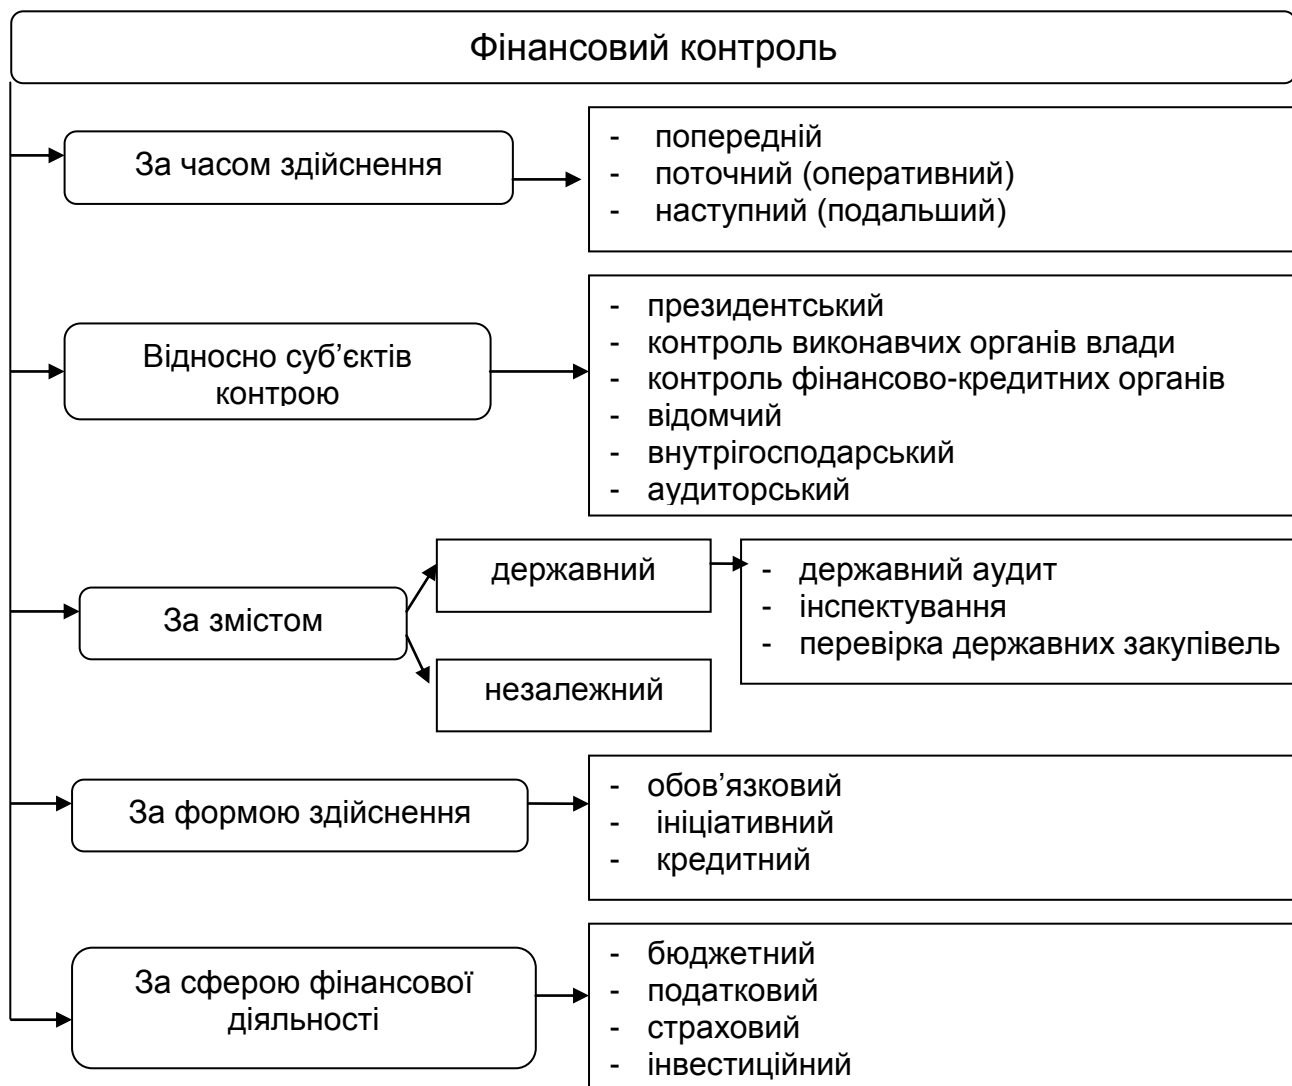 Фінансовий контроль
За часом здійснення
- попередній
- поточний (оперативний)
- наступний (подальший)
Відносно суб’єктів
контрою
- президентський
- контроль виконавчих органів влади
- контроль фінансово-кредитних органів
- відомчий
- внутрігосподарський
- аудиторський
За змістом
державний
- державний аудит
- інспектування
- перевірка державних закупівель
незалежний
За формою здійснення
- обов’язковий
- ініціативний
- кредитний
За сферою фінансової
діяльності
- бюджетний
- податковий
- страховий
- інвестиційний